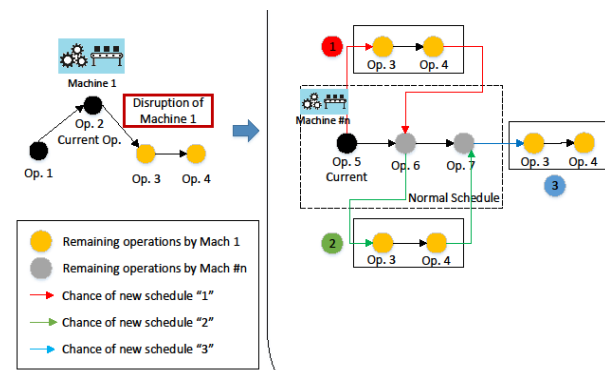 Machine 1
Disruption of
Machine 1
Op. 2
Current Op.
Op. 1
Op. 3
Op. 4
Remaining operations by Mach 1
Remaining operations by Mach #n
Chance of new schedule “1”
Chance of new schedule “2”
Chance of new schedule “3”
1
Op. 3
Op. 4
Machine #n
Op. 5
Current
Op. 6
Op. 7
Normal Schedule
Op. 3
Op. 4
3
2
Op. 3
Op. 4